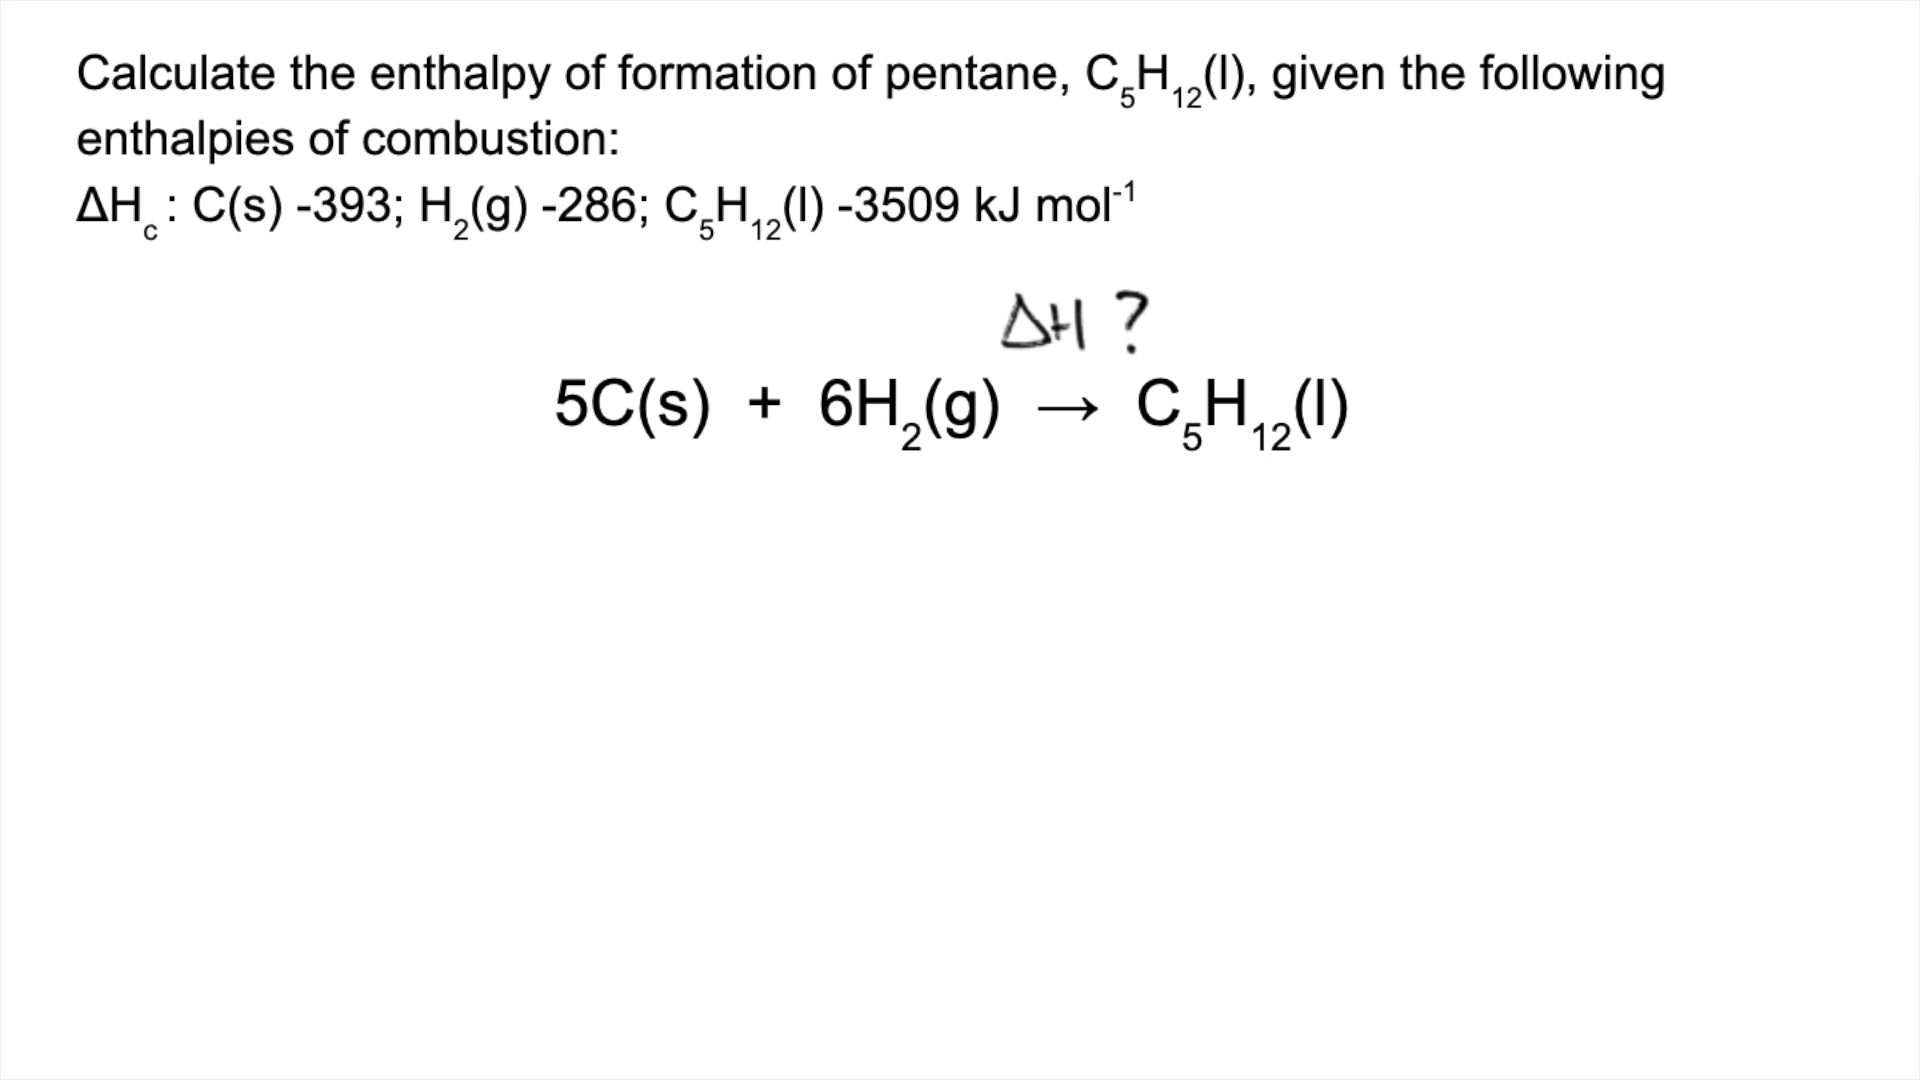 Calculate the enthalpy of formation of pentane, C₅H₁₂(l), given the following
enthalpies of combustion:
ΔH꜀ : C(s) -393; H₂(g) -286; C₅H₁₂(l) -3509 kJ mol⁻¹
ΔH ?
5C(s) + 6H₂(g) → C₅H₁₂(l)